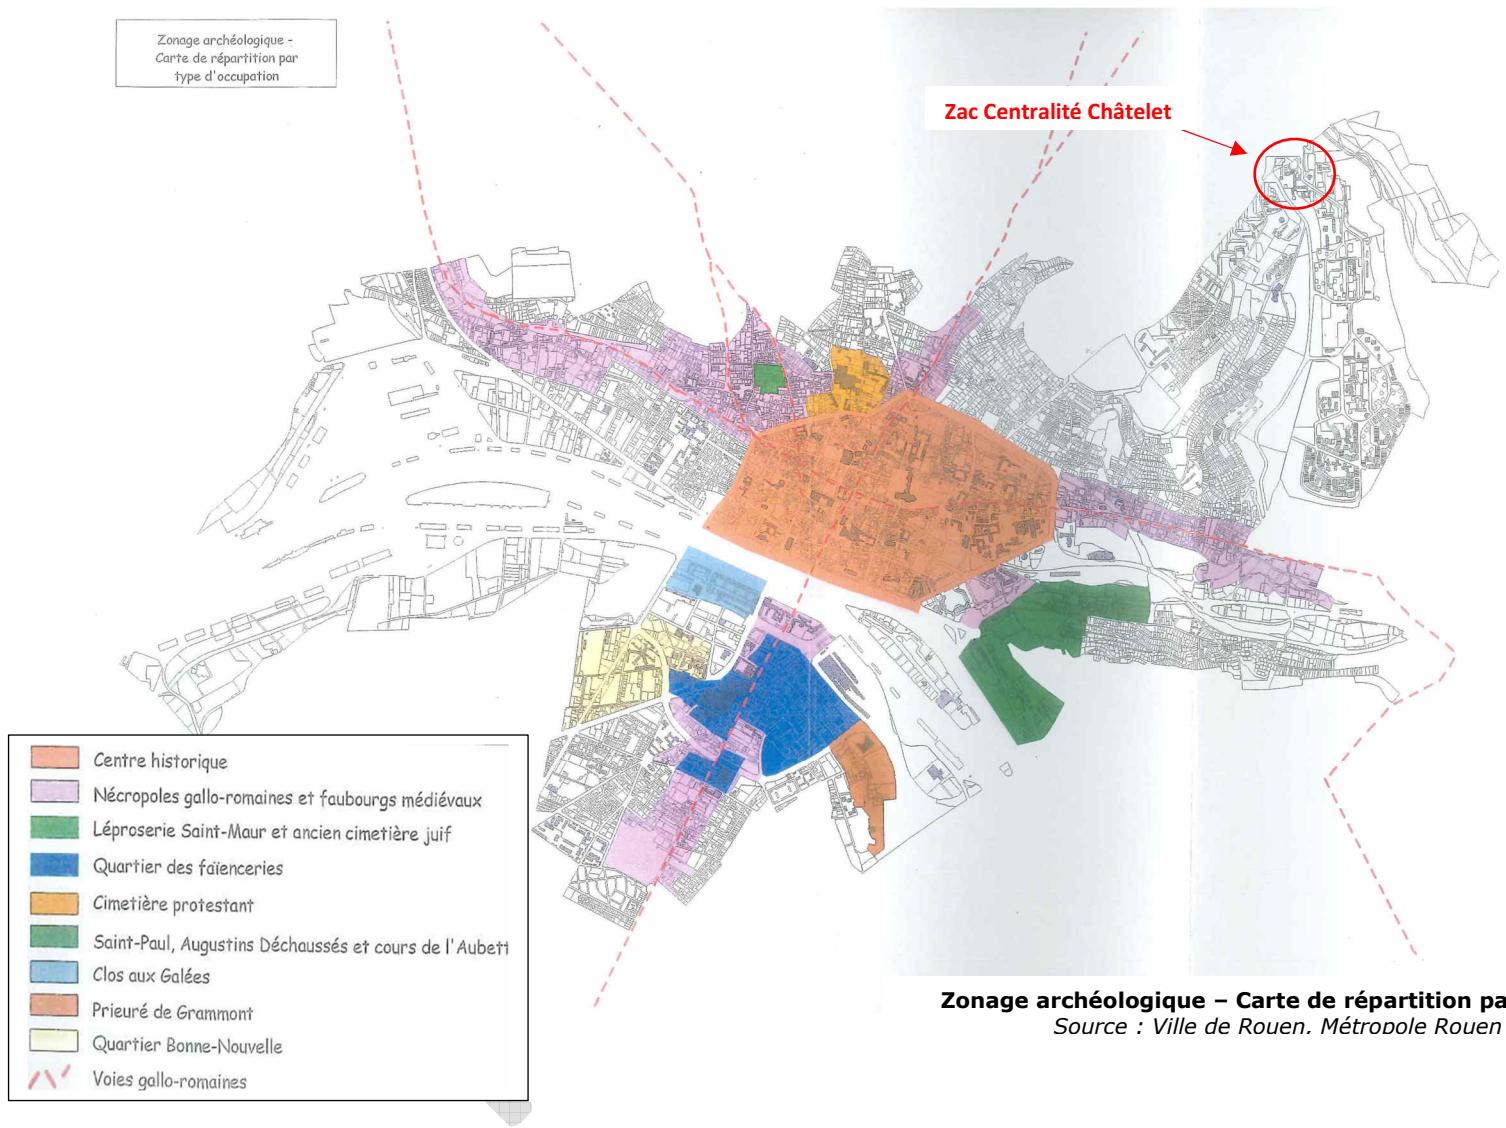 Zonage archéologique -
Carte de répartition par
type d'occupation
Zac Centralité Châtelet
Centre historique
Nécropoles gallo-romaines et faubourgs médiévaux
Léproserie Saint-Maur et ancien cimetière juif
Quartier des faïenceries
Cimetière protestant
Saint-Paul, Augustins Déchaussés et cours de l'Aubett
Clos aux Galées
Prieuré de Grammont
Quartier Bonne-Nouvelle
Voies gallo-romaines
Zonage archéologique – Carte de répartition pa
Source : Ville de Rouen, Métropole Rouen